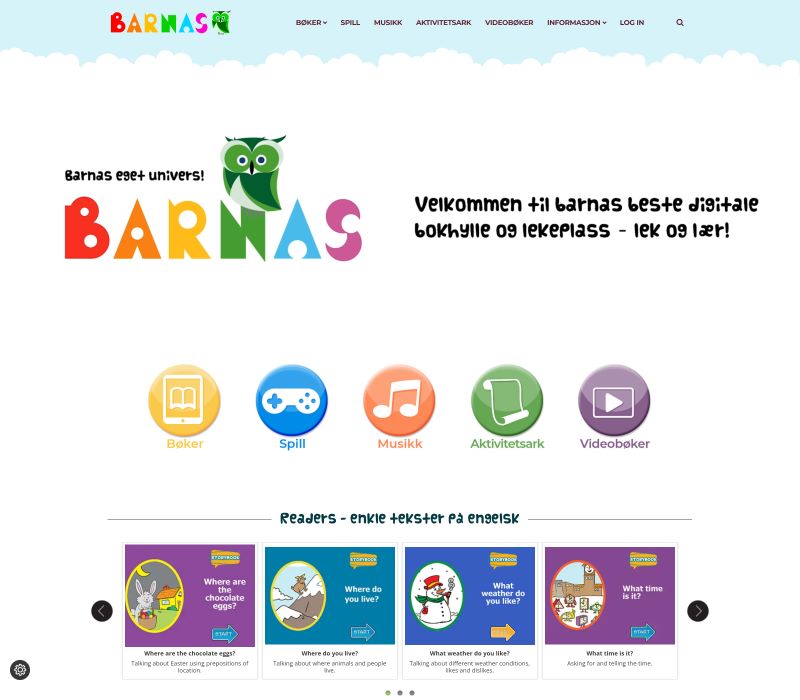 BARNAS
BØKER SPILL MUSIKK AKTIVITETSARK VIDEOBØKER INFORMASJON LOG IN
Barnas eget univers!
BARNAS
Velkommen til barnas beste digitale
bokhylle og lekeplass - lek og lær!
Bøker Spill Musikk Aktivitetsark Videobøker
Readers - enkle tekster på engelsk
STORYBOOK
Where are
the
chocolate
eggs?
START
STORYBOOK
Where do
you live?
START
STORYBOOK
What
weather do
you like?
START
STORYBOOK
What time
is it?
START
Where are the chocolate eggs?
Talking about Easter using prepositions of
location.
Where do you live?
Talking about where animals and people
live.
What weather do you like?
Talking about different weather conditions,
likes and dislikes.
What time is it?
Asking for and telling the time.